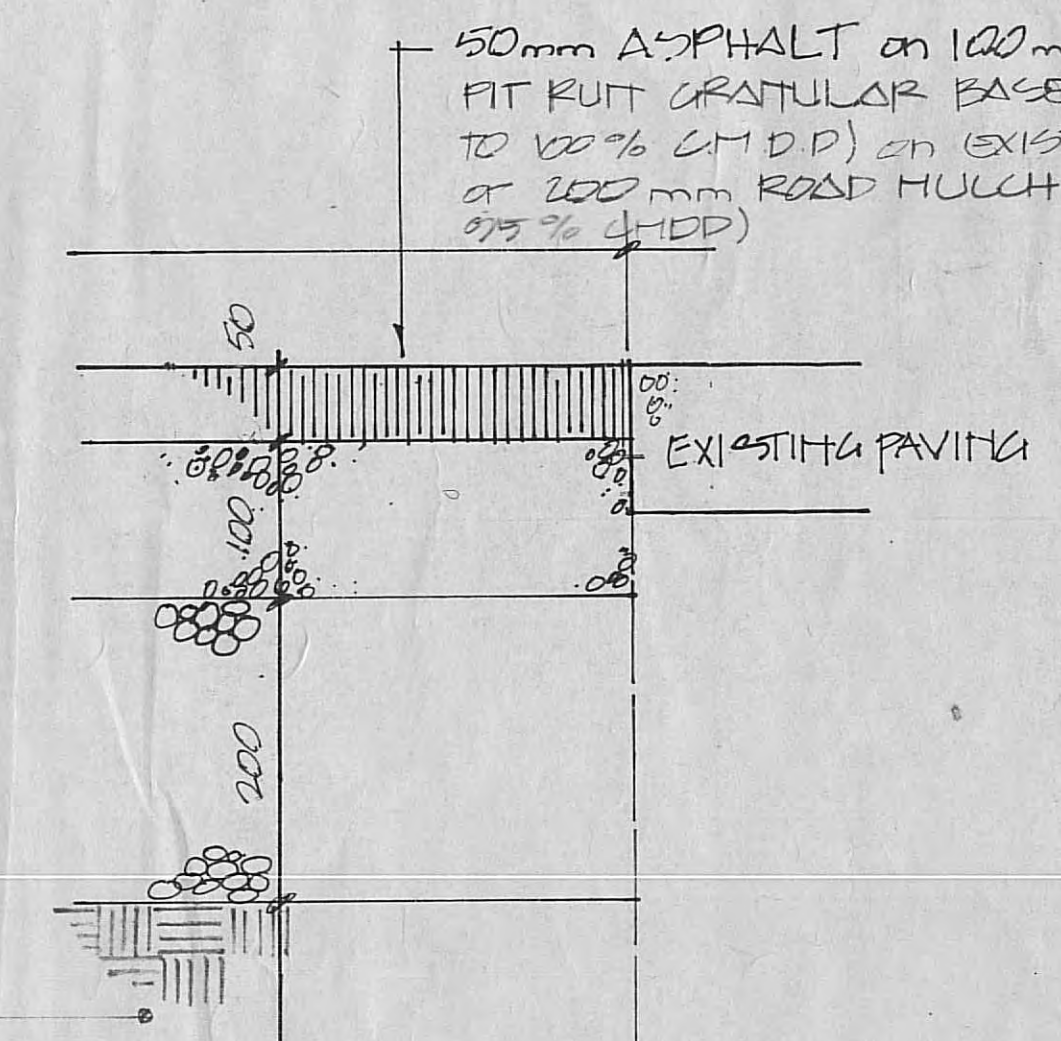 50mm ASPHALT on 100 m
PIT RUN GRANULAR BASE
TO 100% C.M.D.D) on EXIS
or 200mm ROAD MULCH
95% CMDD)
50
EXISTING PAVING
100
200